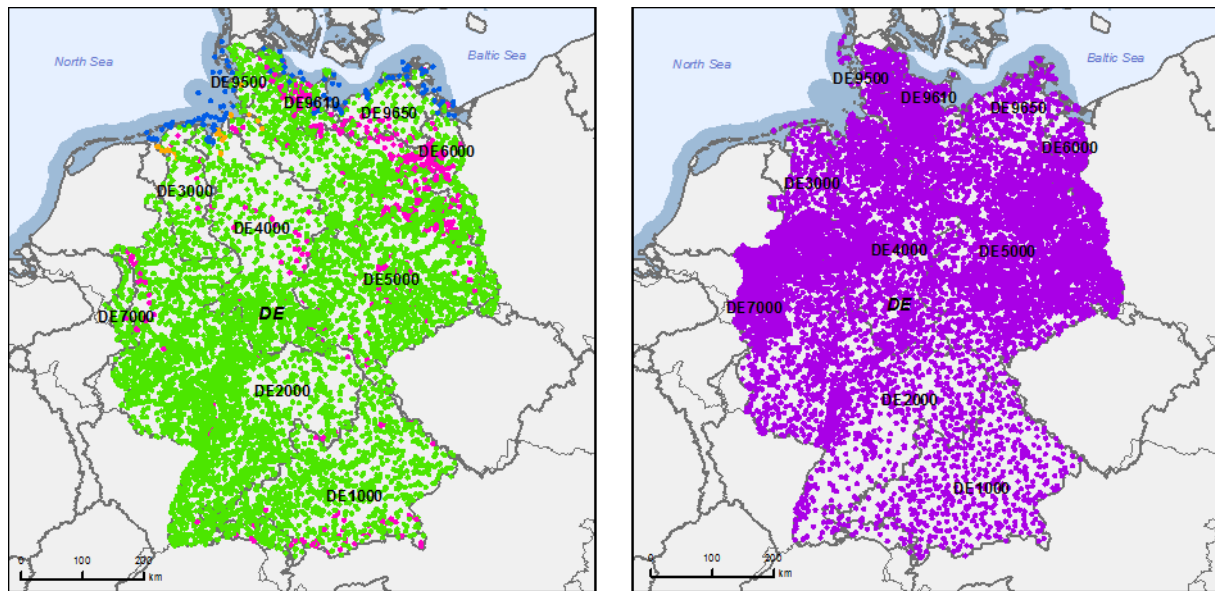 North Sea
Baltic Sea
DE9500
DE9610
DE9650
DE6000
DE3000
DE4000
DE5000
DE7000
DE
DE2000
DE1000
0 100 200
km
North Sea
Baltic Sea
DE9500
DE9610
DE9650
DE6000
DE3000
DE4000
DE5000
DE7000
DE
DE2000
DE1000
0 100 200
km